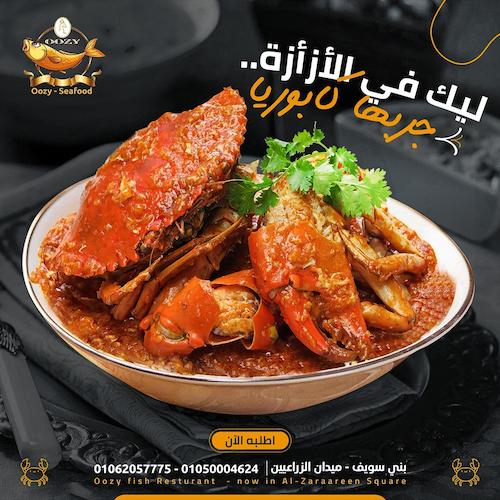 OOZY
Oozy - Seafood
ليك في الأزأزة..
جربها كابوريا
اطلبه الآن
بني سويف - ميدان الزراعيين | 01050004624 - 01062057775
Oozy fish Resturant - now in Al-Zaraareen Square